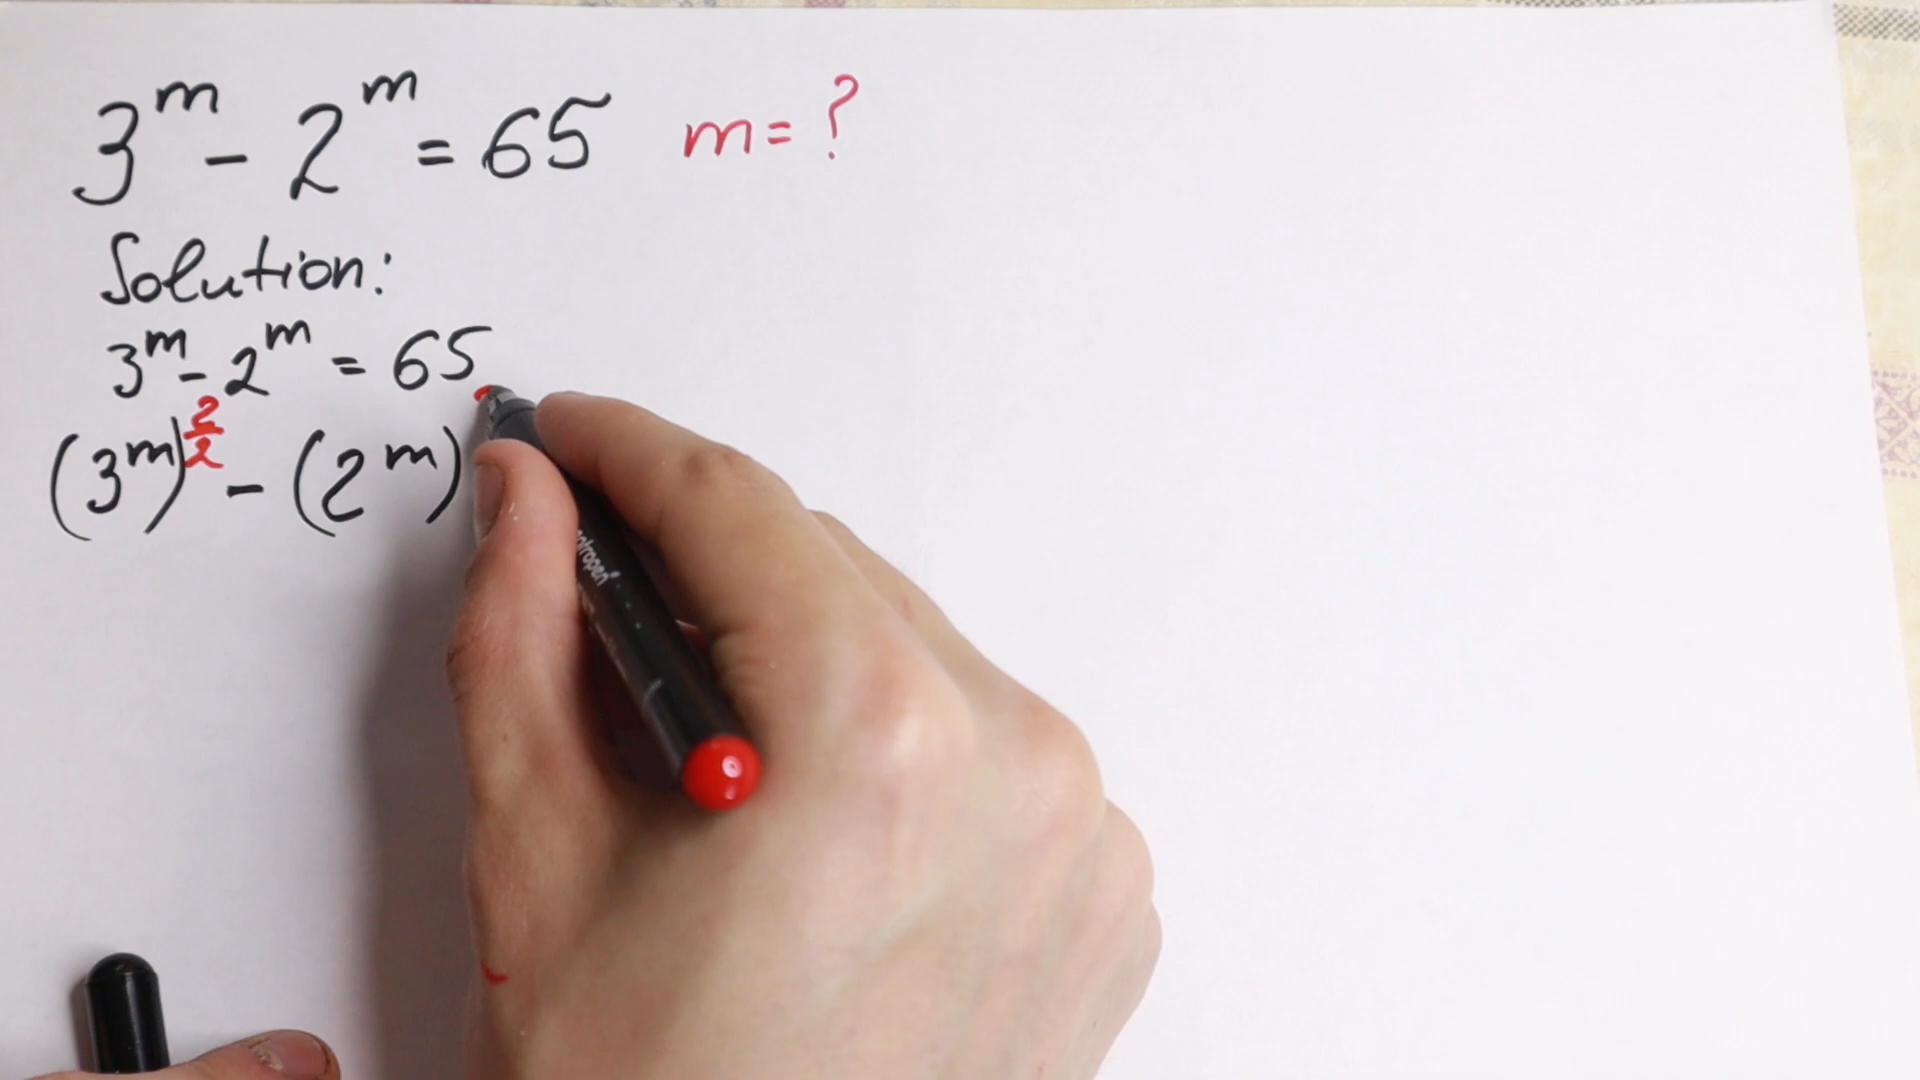 3^m - 2^m = 65 m = ?
Solution:
3^m - 2^m = 65
(3^m)^(2/2) - (2^m)